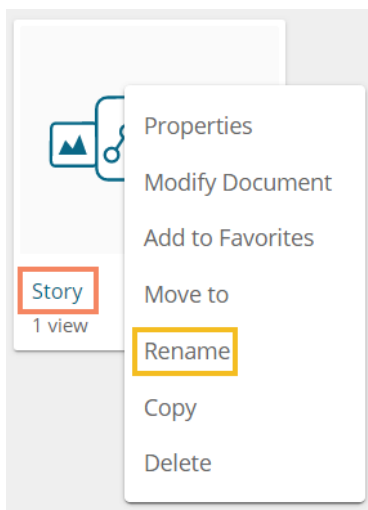 Story
1 view
Properties
Modify Document
Add to Favorites
Move to
Rename
Copy
Delete